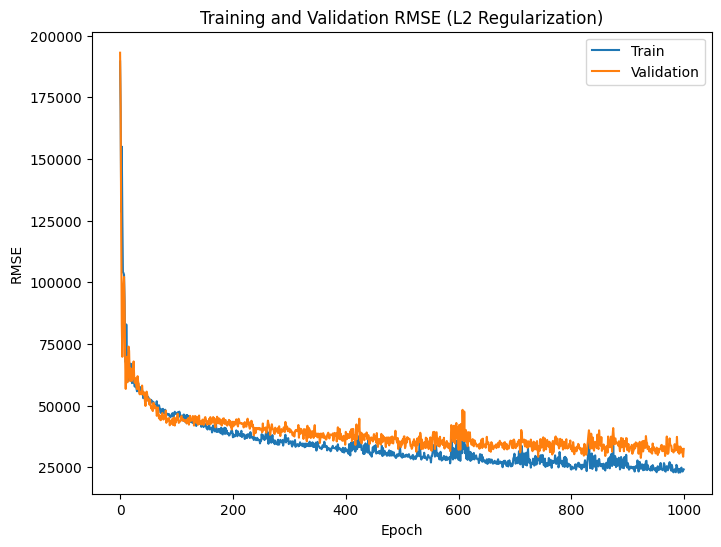 Training and Validation RMSE (L2 Regularization)
200000
175000
150000
125000
100000
75000
50000
25000
RMSE
Train
Validation
0
200
400
600
800
1000
Epoch